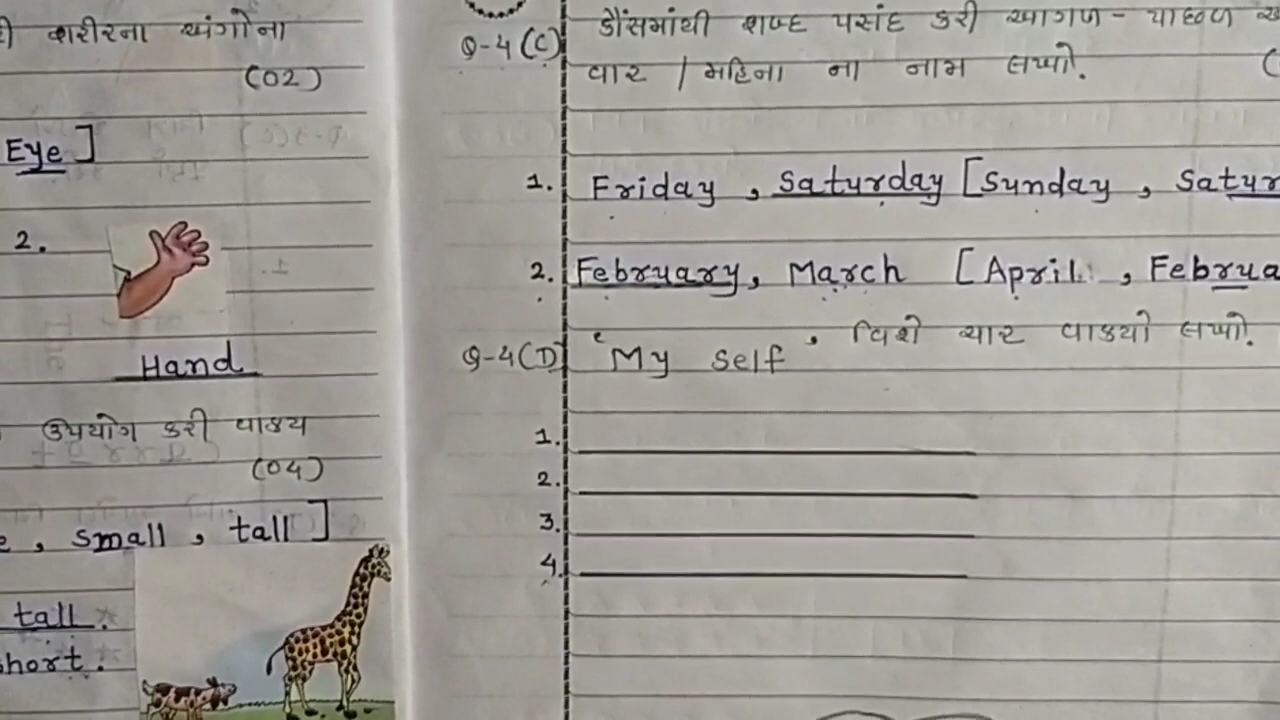 શરીરના અંગોના
(02)
Eye ]
2.
Hand
ઉપયોગ કરી વાક્ય
(04)
, small , tall ]
tall.
short.
Q-4(C) કૌંસમાંથી શબ્દ પસંદ કરી આગળ - પાછળ
વાર / મહિના ના નામ લખો.
1. Friday , Saturday [Sunday , Satur
2. February, March [April , Februa
Q-4(D) 'My self' વિશે ચાર વાક્યો લખો.
1.
2.
3.
4.